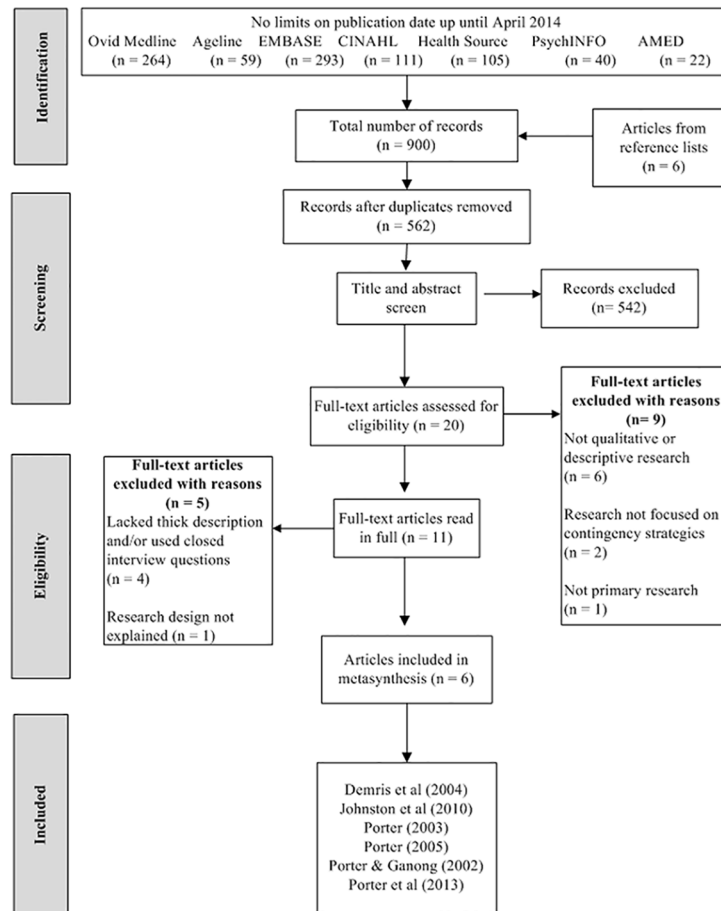 No limits on publication date up until April 2014
Ovid Medline Ageline EMBASE CINAHL Health Source PsychINFO AMED
(n = 264) (n = 59) (n = 293) (n = 111) (n = 105) (n = 40) (n = 22)
Identification
Total number of records
(n = 900)
Articles from
reference lists
(n = 6)
Screening
Records after duplicates removed
(n = 562)
Title and abstract
screen
Records excluded
(n= 542)
Full-text articles assessed for
eligibility (n = 20)
Full-text articles
excluded with reasons
(n= 9)
Not qualitative or
descriptive research
(n = 6)
Research not focused on
contingency strategies
(n = 2)
Not primary research
(n = 1)
Eligibility
Full-text articles
excluded with reasons
(n = 5)
Lacked thick description
and/or used closed
interview questions
(n = 4)
Research design not
explained (n = 1)
Full-text articles read
in full (n = 11)
Articles included in
metasynthesis (n = 6)
Included
Demris et al (2004)
Johnston et al (2010)
Porter (2003)
Porter (2005)
Porter & Ganong (2002)
Porter et al (2013)